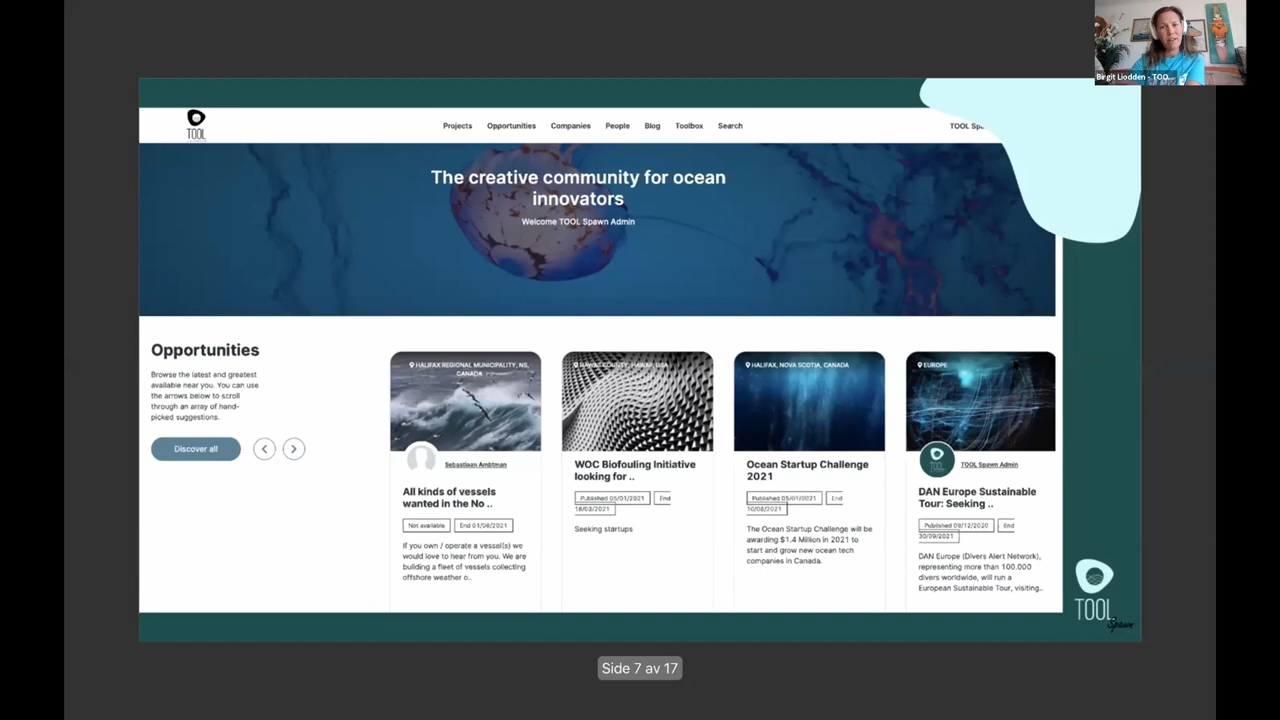 Birgit Liodden - TOO...
TOOL
Projects
Opportunities
Companies
People
Blog
Toolbox
Search
TOOL
The creative community for ocean
innovators
Welcome TOOL Spawn Admin
Opportunities
Browse the latest and greatest
available near you. You can use
the arrows below to scroll
through an array of hand-
picked suggestions.
Discover all
HALIFAX REGIONAL MUNICIPALITY, NS,
CANADA
Sebastiaan Ambtman
All kinds of vessels
wanted in the No ..
Not available
End 01/08/2021
If you own / operate a vessel(s) we
would love to hear from you. We are
building a fleet of vessels collecting
offshore weather o..
HAWAII COUNTY, HAWAII, USA
WOC Biofouling Initiative
looking for ..
Published 05/01/2021
End
18/03/2021
Seeking startups
HALIFAX, NOVA SCOTIA, CANADA
Ocean Startup Challenge
2021
Published 05/01/2021
End
10/08/2021
The Ocean Startup Challenge will be
awarding $1.4 Million in 2021 to
start and grow new ocean tech
companies in Canada.
EUROPE
TOOL
TOOL Spawn Admin
DAN Europe Sustainable
Tour: Seeking ..
Published 09/12/2020
End
30/09/2021
DAN Europe (Divers Alert Network),
representing more than 100.000
divers worldwide, will run a
European Sustainable Tour, visiting..
TOOL
Spawn
Side 7 av 17